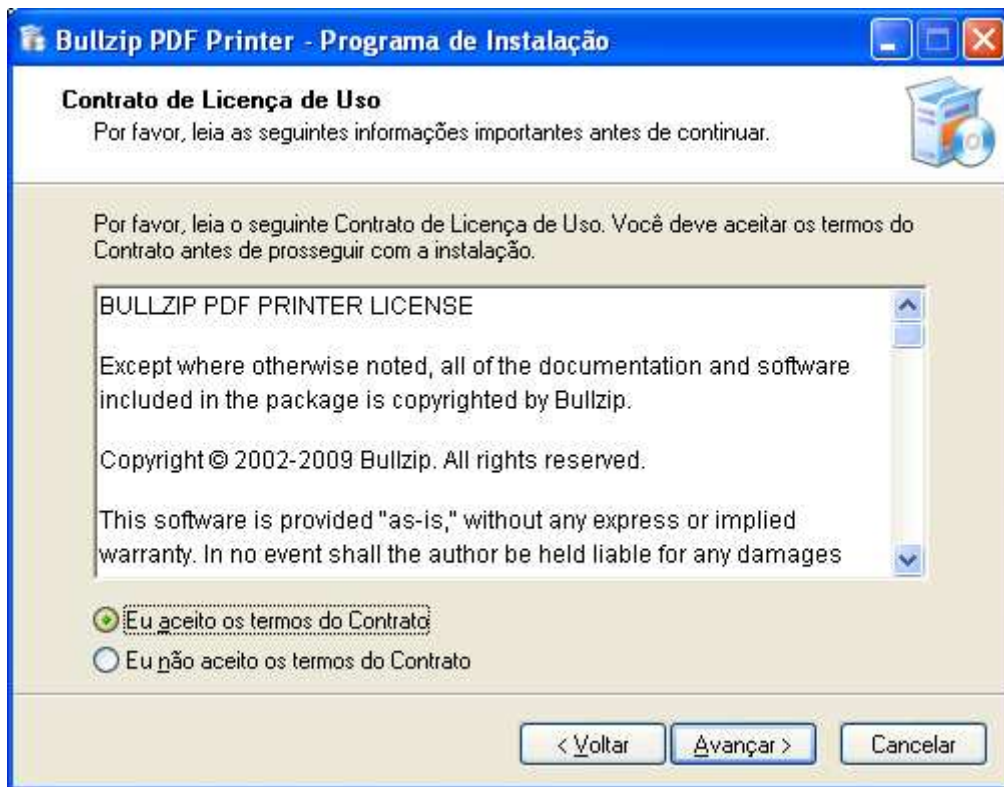 Bullzip PDF Printer - Programa de Instalação
Contrato de Licença de Uso
Por favor, leia as seguintes informações importantes antes de continuar.
Por favor, leia o seguinte Contrato de Licença de Uso. Você deve aceitar os termos do
Contrato antes de prosseguir com a instalação.
BULLZIP PDF PRINTER LICENSE
Except where otherwise noted, all of the documentation and software
included in the package is copyrighted by Bullzip.
Copyright © 2002-2009 Bullzip. All rights reserved.
This software is provided "as-is," without any express or implied
warranty. In no event shall the author be held liable for any damages
Eu aceito os termos do Contrato
Eu não aceito os termos do Contrato
< Voltar
Avançar >
Cancelar